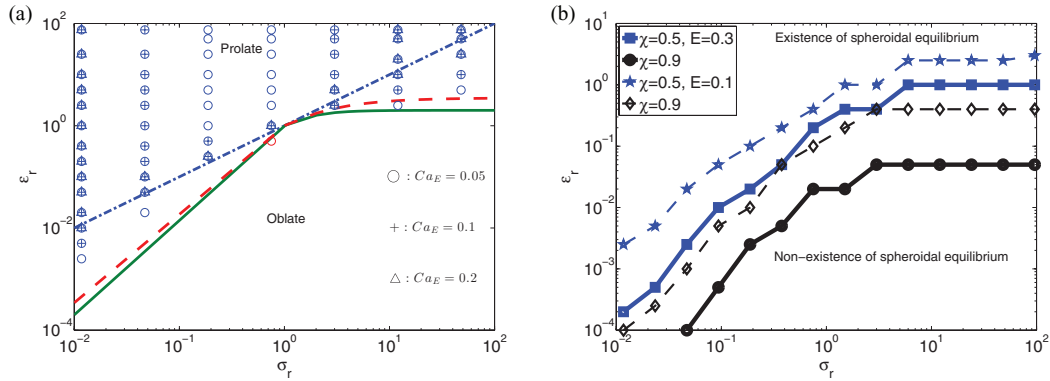 (a)
10^2
10^0
10^-2
10^-4
ε_r
Prolate
Oblate
○ : Ca_E = 0.05
+ : Ca_E = 0.1
△ : Ca_E = 0.2
10^-2 10^-1 10^0 10^1 10^2
σ_r
(b)
10^1
10^0
10^-1
10^-2
10^-3
10^-4
ε_r
χ=0.5, E=0.3
χ=0.9
χ=0.5, E=0.1
χ=0.9
Existence of spheroidal equilibrium
Non−existence of spheroidal equilibrium
10^-2 10^-1 10^0 10^1 10^2
σ_r